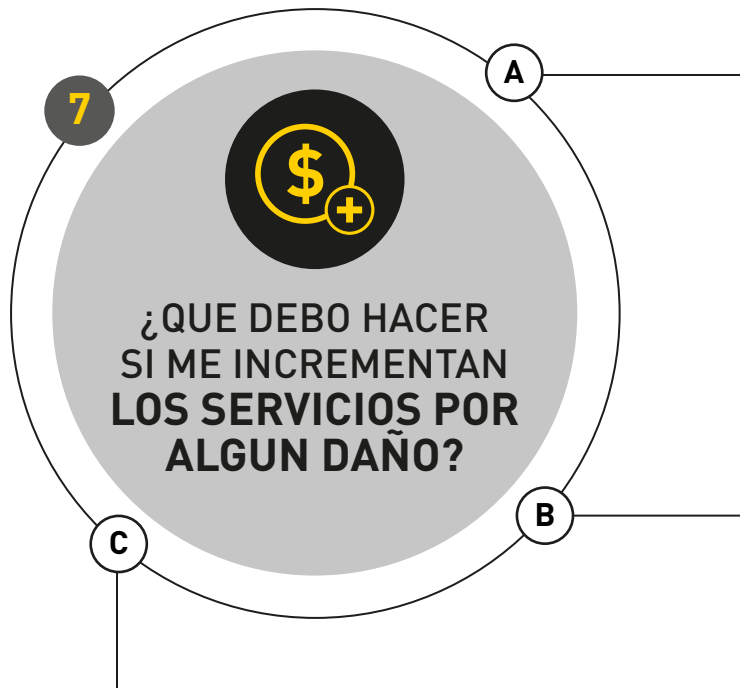 A
7
$
+
¿QUE DEBO HACER
SI ME INCREMENTAN
LOS SERVICIOS POR
ALGUN DAÑO?
B
C